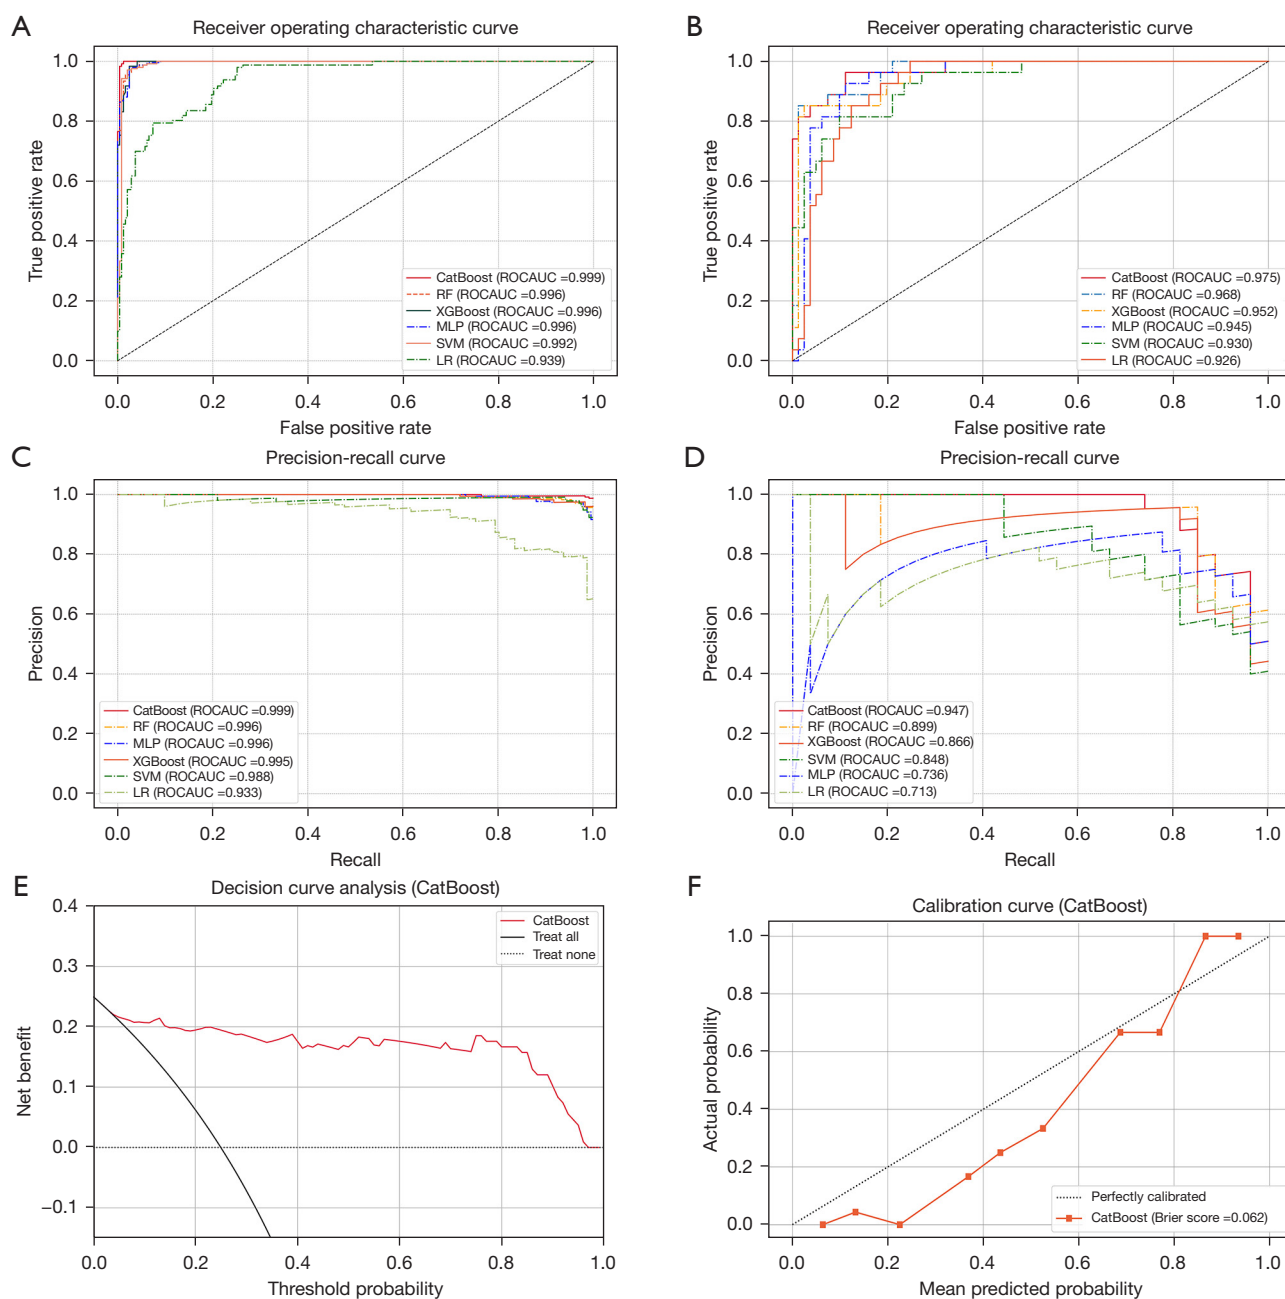 A
Receiver operating characteristic curve
1.0
0.8
0.6
0.4
0.2
0.0
True positive rate
CatBoost (ROCAUC =0.999)
RF (ROCAUC =0.996)
XGBoost (ROCAUC =0.996)
MLP (ROCAUC =0.996)
SVM (ROCAUC =0.992)
LR (ROCAUC =0.939)
0.0 0.2 0.4 0.6 0.8 1.0
False positive rate
B
Receiver operating characteristic curve
1.0
0.8
0.6
0.4
0.2
0.0
True positive rate
CatBoost (ROCAUC =0.975)
RF (ROCAUC =0.968)
XGBoost (ROCAUC =0.952)
MLP (ROCAUC =0.945)
SVM (ROCAUC =0.930)
LR (ROCAUC =0.926)
0.0 0.2 0.4 0.6 0.8 1.0
False positive rate
C
Precision-recall curve
1.0
0.8
0.6
0.4
0.2
0.0
Precision
CatBoost (ROCAUC =0.999)
RF (ROCAUC =0.996)
MLP (ROCAUC =0.996)
XGBoost (ROCAUC =0.995)
SVM (ROCAUC =0.988)
LR (ROCAUC =0.933)
0.0 0.2 0.4 0.6 0.8 1.0
Recall
D
Precision-recall curve
1.0
0.8
0.6
0.4
0.2
0.0
Precision
CatBoost (ROCAUC =0.947)
RF (ROCAUC =0.899)
XGBoost (ROCAUC =0.866)
SVM (ROCAUC =0.848)
MLP (ROCAUC =0.736)
LR (ROCAUC =0.713)
0.0 0.2 0.4 0.6 0.8 1.0
Recall
E
Decision curve analysis (CatBoost)
0.4
0.3
0.2
0.1
0.0
−0.1
Net benefit
CatBoost
Treat all
Treat none
0.0 0.2 0.4 0.6 0.8 1.0
Threshold probability
F
Calibration curve (CatBoost)
1.0
0.8
0.6
0.4
0.2
0.0
Actual probability
Perfectly calibrated
CatBoost (Brier score =0.062)
0.0 0.2 0.4 0.6 0.8 1.0
Mean predicted probability